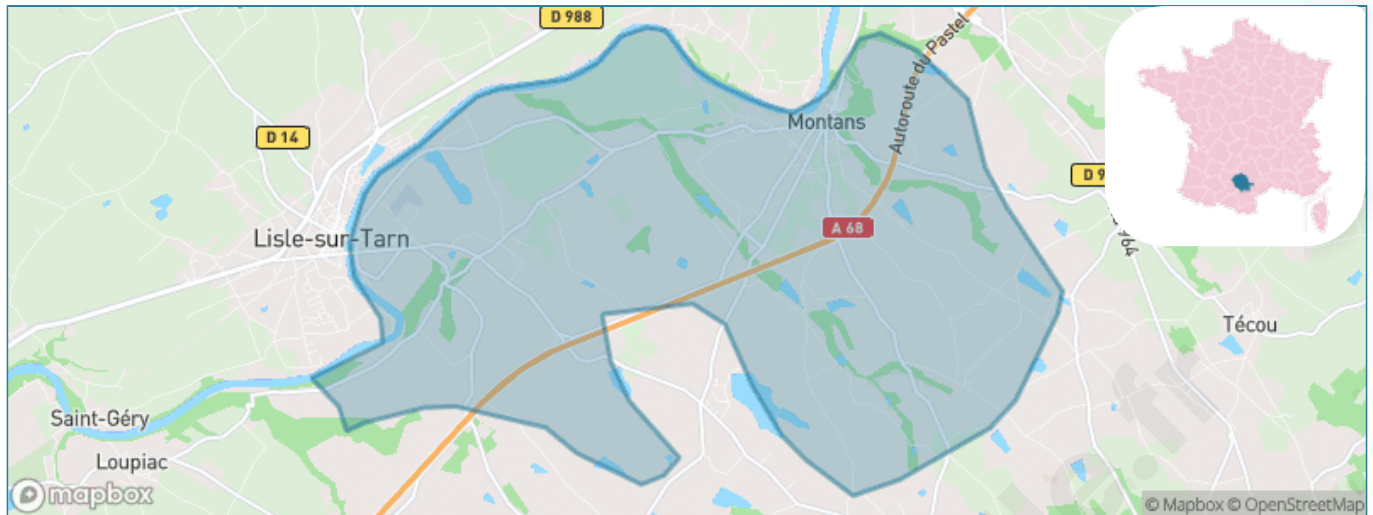 D 988
Autoroute du Pastel
Montans
D 14
D 9
A 68
Lisle-sur-Tarn
Técou
Saint-Géry
Loupiac
mapbox
© Mapbox © OpenStreetMap